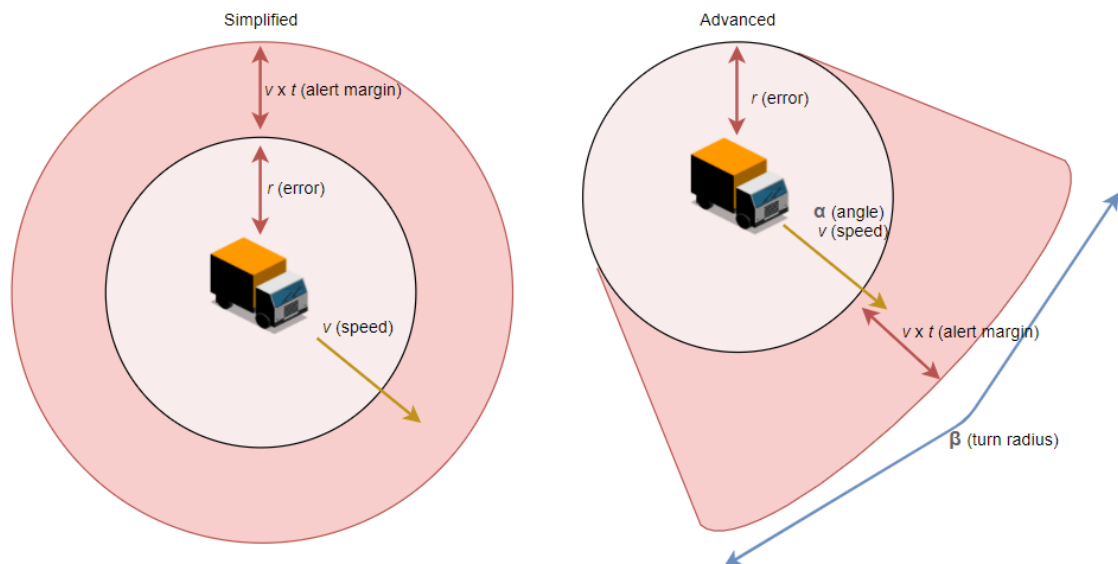 Simplified
v x t (alert margin)
r (error)
v (speed)
Advanced
r (error)
α (angle)
v (speed)
v x t (alert margin)
β (turn radius)